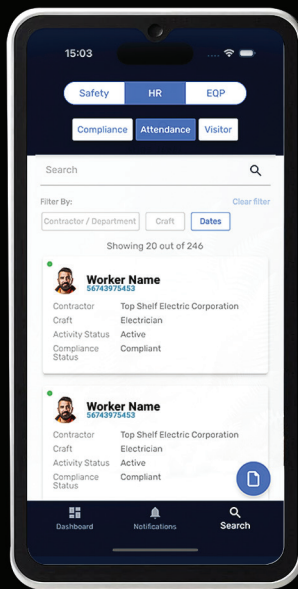 15:03
Safety HR EQP
Compliance Attendance Visitor
Search
Filter By: Clear filter
Contractor / Department Craft Dates
Showing 20 out of 246
Worker Name
56743975453
Contractor Top Shelf Electric Corporation
Craft Electrician
Activity Status Active
Compliance Status Compliant
Worker Name
56743975453
Contractor Top Shelf Electric Corporation
Craft Electrician
Activity Status Active
Compliance Status Compliant
Dashboard Notifications Search